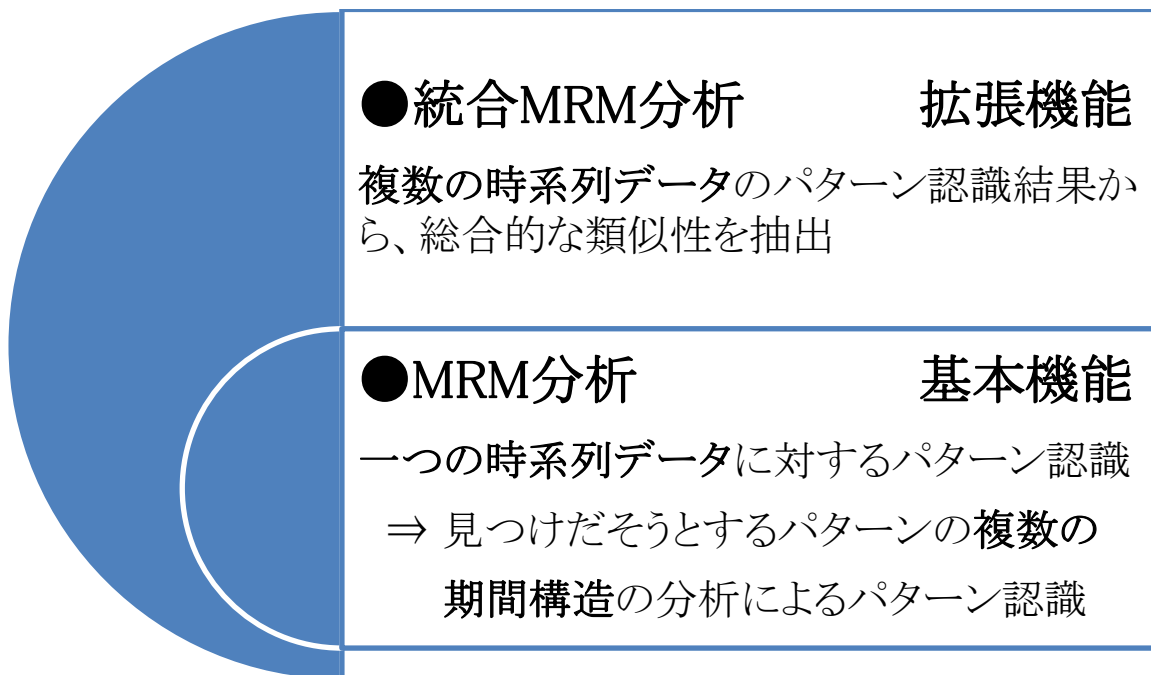 ●統合MRM分析 拡張機能
複数の時系列データのパターン認識結果か
ら、総合的な類似性を抽出
●MRM分析 基本機能
一つの時系列データに対するパターン認識
⇒ 見つけだそうとするパターンの複数の
期間構造の分析によるパターン認識